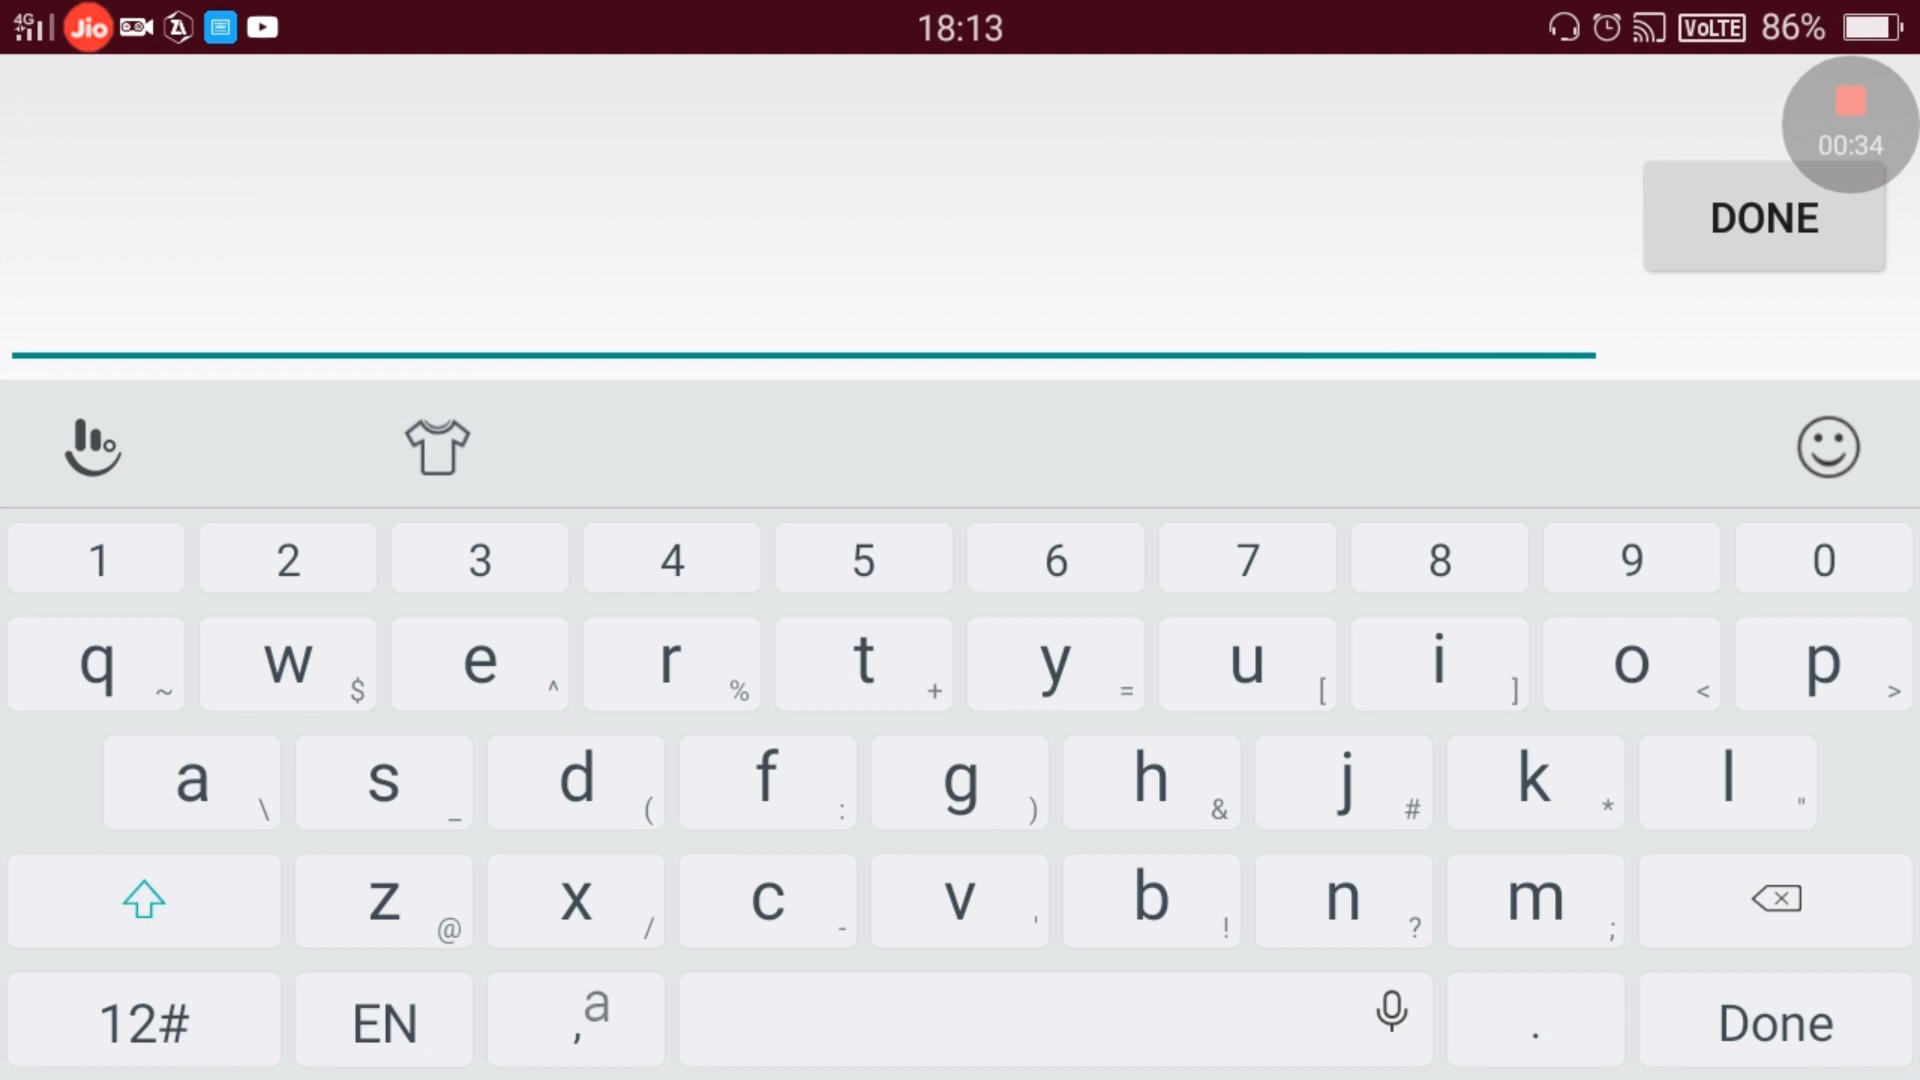 4G Jio 18:13 VoLTE 86%
00:34
DONE
1 2 3 4 5 6 7 8 9 0
q ~ w $ e ^ r % t + y = u [ i ] o < p >
a \ s _ d ( f : g ) h & j # k * l "
z @ x / c - v ' b ! n ? m ;
12# EN , a . Done